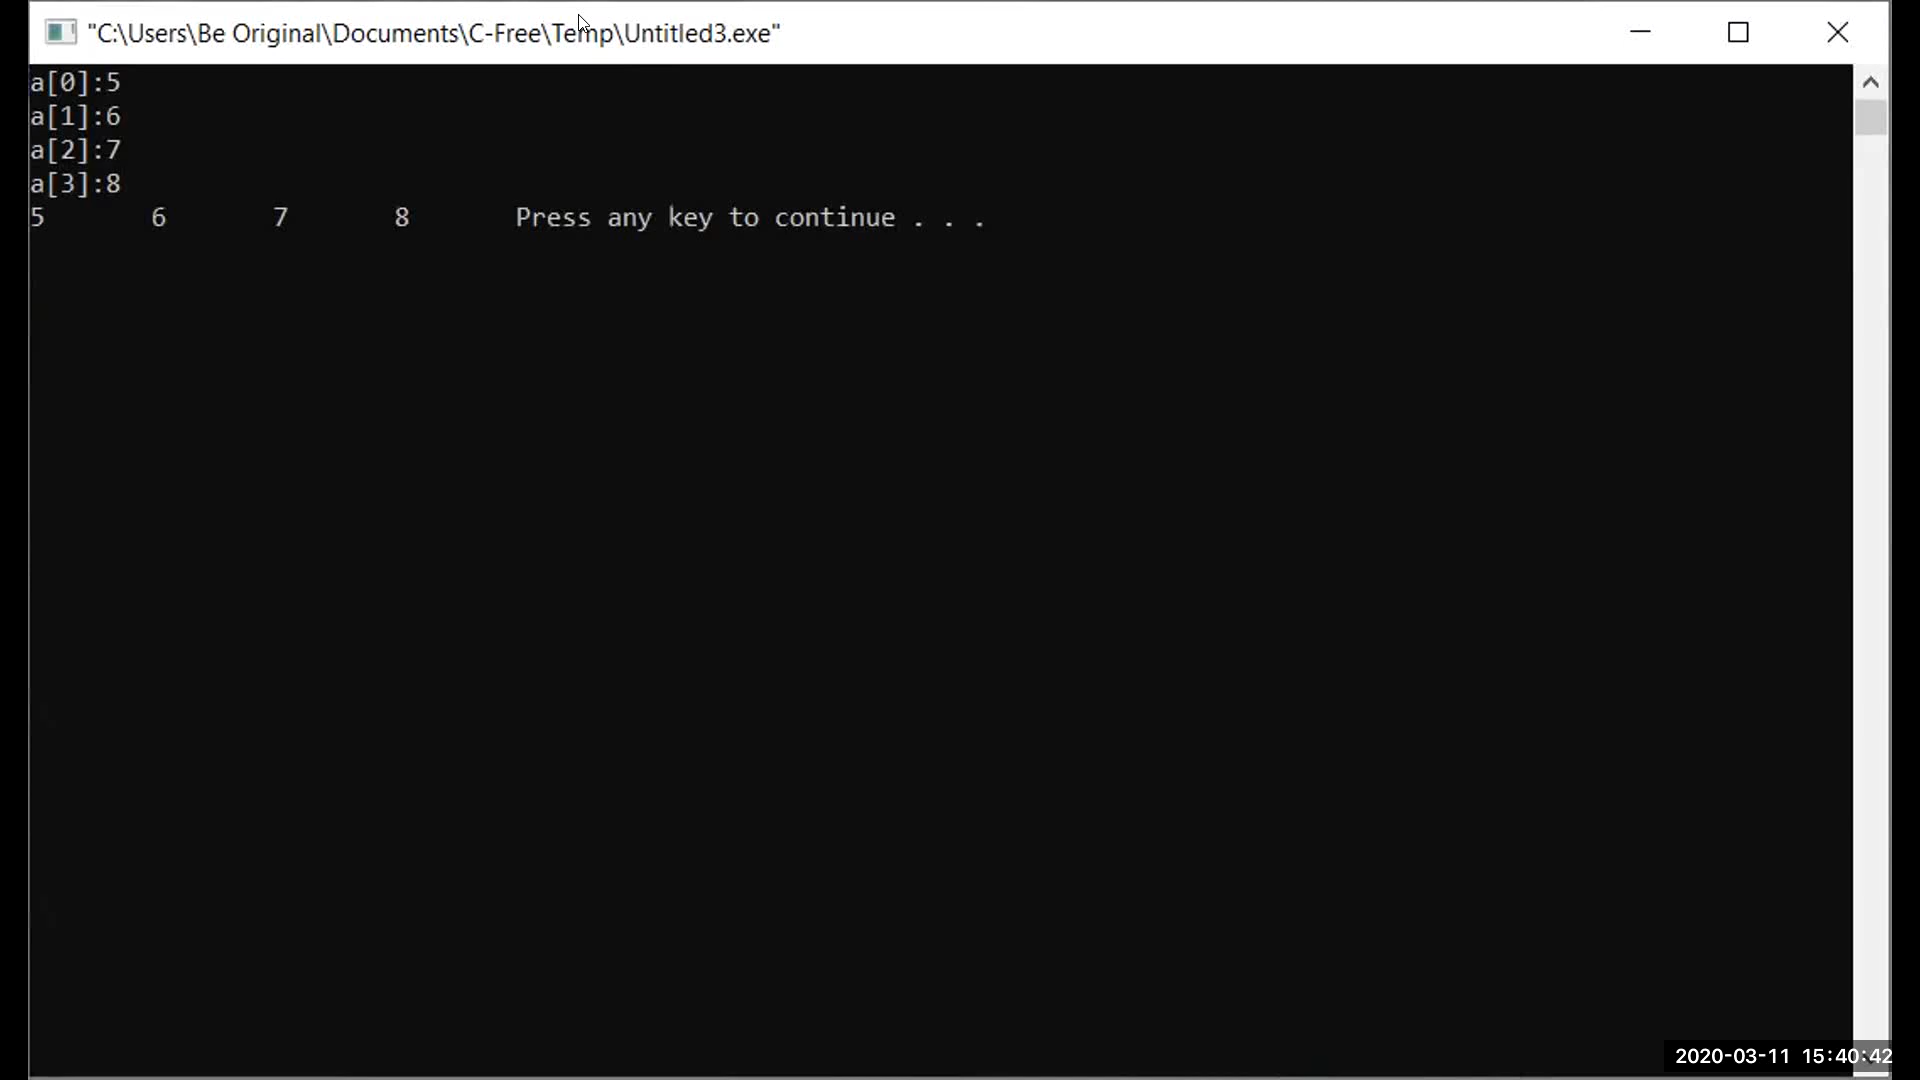 "C:\Users\Be Original\Documents\C-Free\Temp\Untitled3.exe"
a[0]:5
a[1]:6
a[2]:7
a[3]:8
5 6 7 8 Press any key to continue . . .
2020-03-11 15:40:42